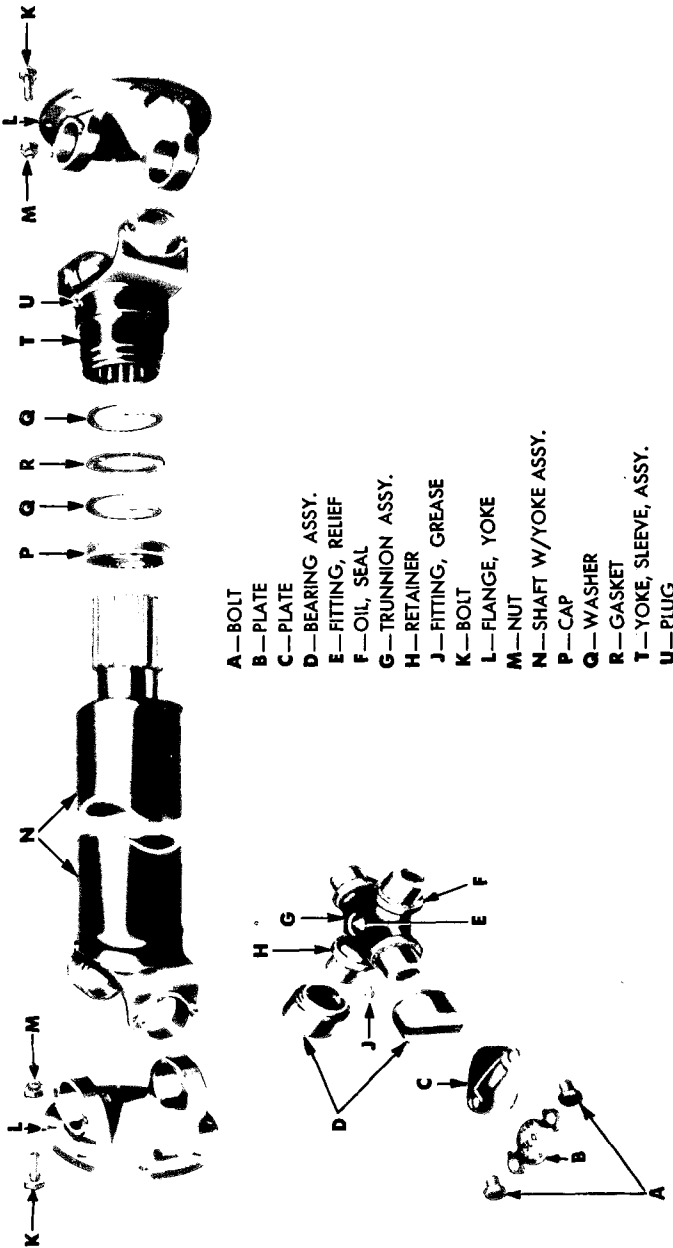 K L M N P Q R Q T U M L K
H G
D J
C E F
B
A
A—BOLT
B—PLATE
C—PLATE
D—BEARING ASSY.
E—FITTING, RELIEF
F—OIL, SEAL
G—TRUNNION ASSY.
H—RETAINER
J—FITTING, GREASE
K—BOLT
L—FLANGE, YOKE
M—NUT
N—SHAFT W/YOKE ASSY.
P—CAP
Q—WASHER
R—GASKET
T—YOKE, SLEEVE, ASSY.
U—PLUG